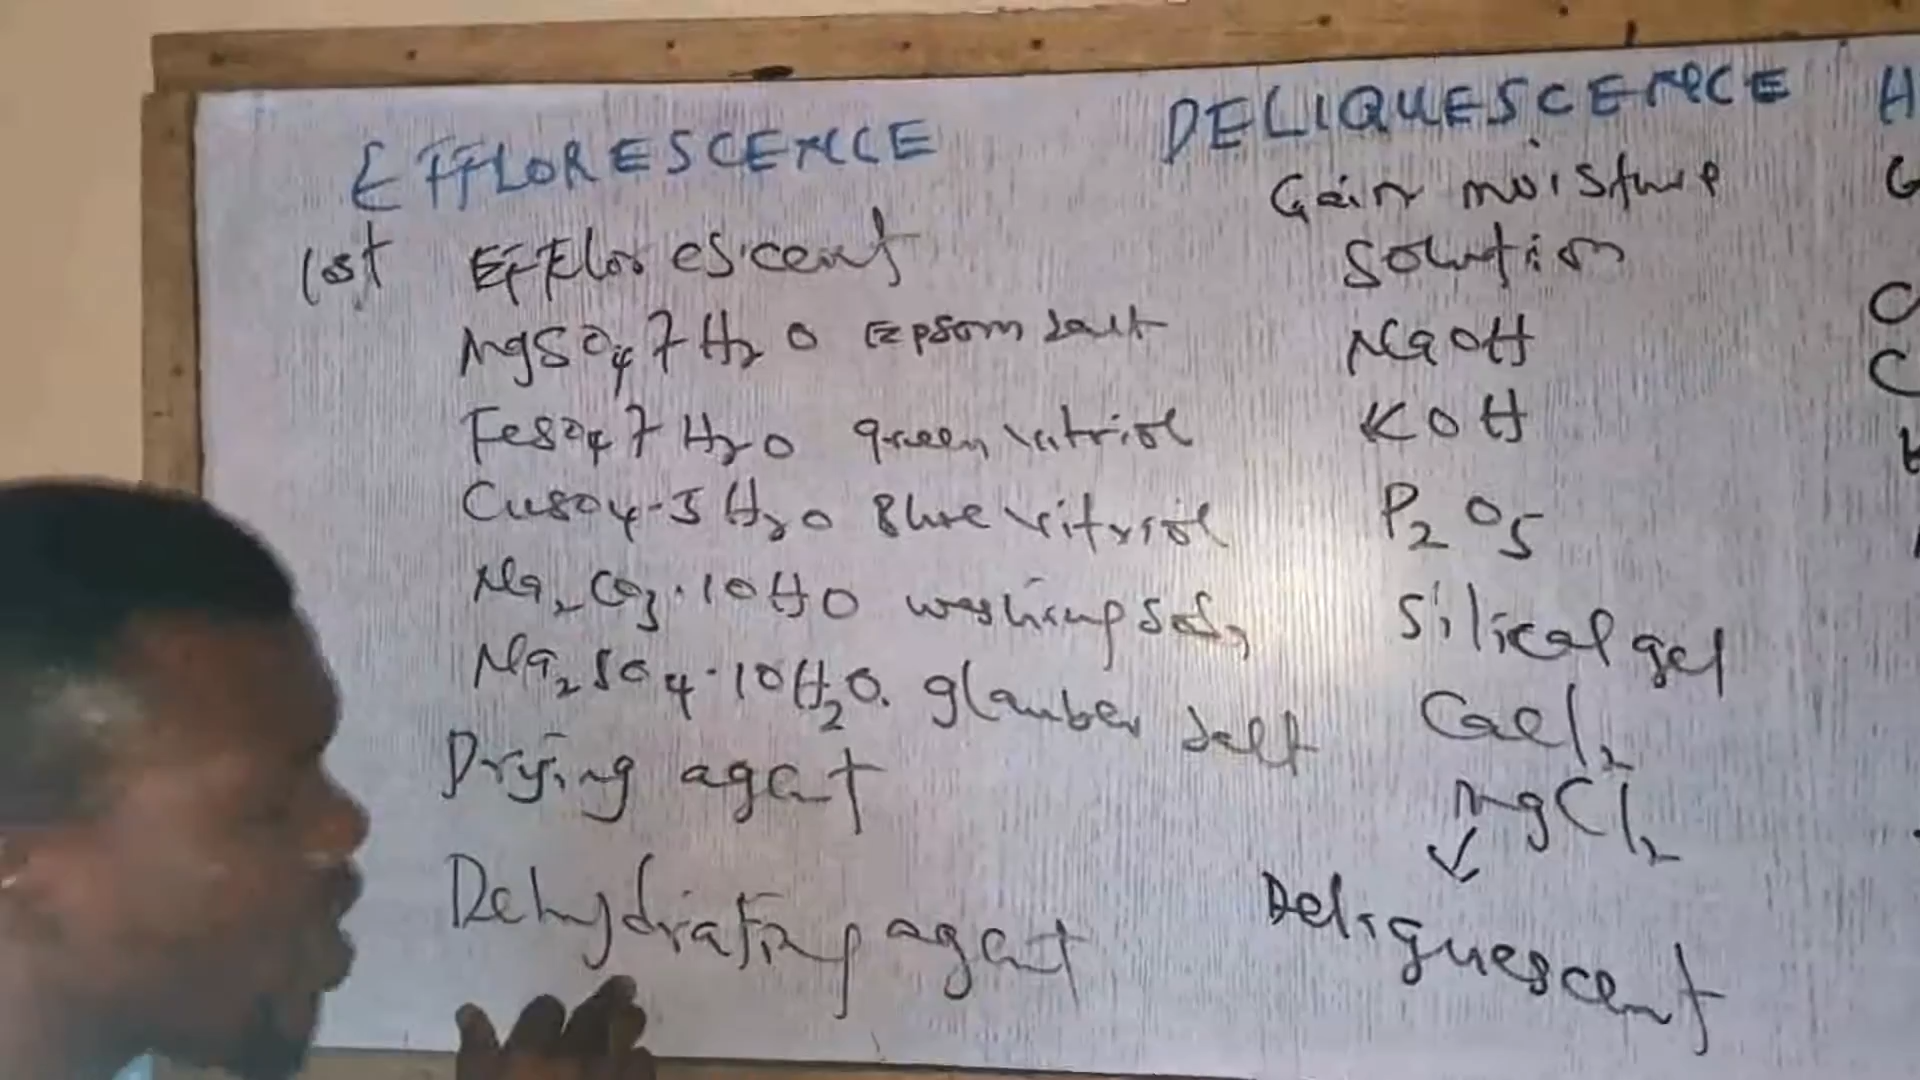 EFFLORESCENCE
lost Efflorescent
MgSO4 7H2O Epsom salt
FeSO4 7H2O green vitriol
CuSO4·5H2O Blue vitriol
Na2CO3·10HO washing soda
Na2SO4·10H2O. glauber salt
Drying agent
Dehydrating agent
DELIQUESCENCE
Gain moisture
solution
NaOH
KOH
P2O5
Silical gel
CaCl2
MgCl2
↓
Deliquescent
H
G
C
C